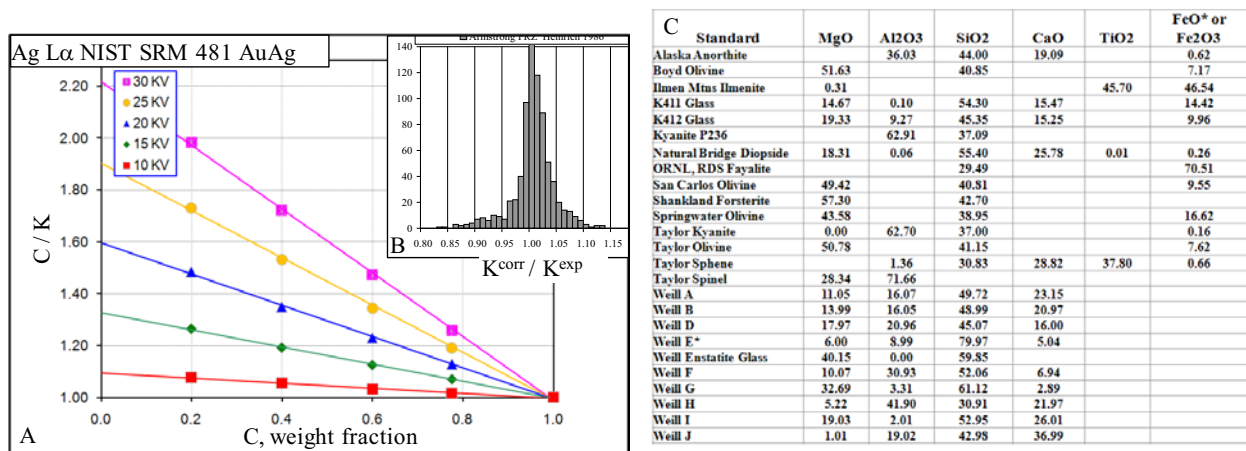 Ag Lα NIST SRM 481 AuAg
30 KV
25 KV
20 KV
15 KV
10 KV
2.20
2.00
1.80
1.60
1.40
1.20
1.00
C / K
0.0 0.2 0.4 0.6 0.8 1.0
A C, weight fraction
Armstrong PRZ Heinrich 1986
140
120
100
80
60
40
20
0
0.80 0.85 0.90 0.95 1.00 1.05 1.10 1.15
B
K^corr / K^exp
C
Standard MgO Al2O3 SiO2 CaO TiO2 FeO* or Fe2O3
Alaska Anorthite 36.03 44.00 19.09 0.62
Boyd Olivine 51.63 40.85 7.17
Ilmen Mtns Ilmenite 0.31 45.70 46.54
K411 Glass 14.67 0.10 54.30 15.47 14.42
K412 Glass 19.33 9.27 45.35 15.25 9.96
Kyanite P236 62.91 37.09
Natural Bridge Diopside 18.31 0.06 55.40 25.78 0.01 0.26
ORNL, RDS Fayalite 29.49 70.51
San Carlos Olivine 49.42 40.81 9.55
Shankland Forsterite 57.30 42.70
Springwater Olivine 43.58 38.95 16.62
Taylor Kyanite 0.00 62.70 37.00 0.16
Taylor Olivine 50.78 41.15 7.62
Taylor Sphene 1.36 30.83 28.82 37.80 0.66
Taylor Spinel 28.34 71.66
Weill A 11.05 16.07 49.72 23.15
Weill B 13.99 16.05 48.99 20.97
Weill D 17.97 20.96 45.07 16.00
Weill E* 6.00 8.99 79.97 5.04
Weill Enstatite Glass 40.15 0.00 59.85
Weill F 10.07 30.93 52.06 6.94
Weill G 32.69 3.31 61.12 2.89
Weill H 5.22 41.90 30.91 21.97
Weill I 19.03 2.01 52.95 26.01
Weill J 1.01 19.02 42.98 36.99